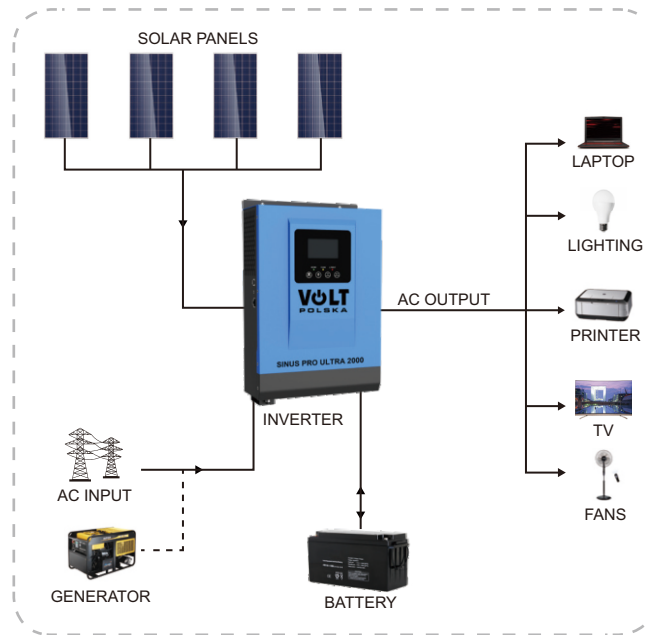 SOLAR PANELS
LAPTOP
LIGHTING
VOLT
POLSKA
AC OUTPUT
PRINTER
SINUS PRO ULTRA 2000
INVERTER
TV
AC INPUT
FANS
GENERATOR
BATTERY